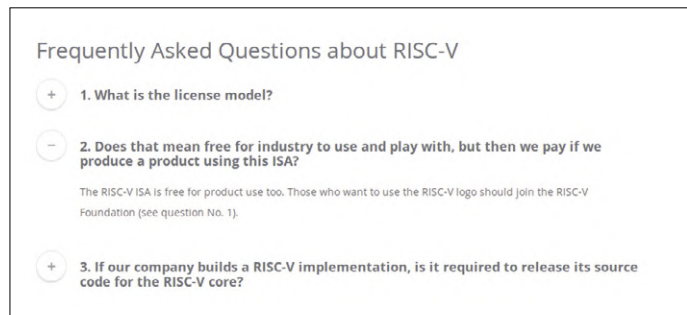 Frequently Asked Questions about RISC-V
+ 1. What is the license model?
− 2. Does that mean free for industry to use and play with, but then we pay if we
produce a product using this ISA?
The RISC-V ISA is free for product use too. Those who want to use the RISC-V logo should join the RISC-V
Foundation (see question No. 1).
+ 3. If our company builds a RISC-V implementation, is it required to release its source
code for the RISC-V core?